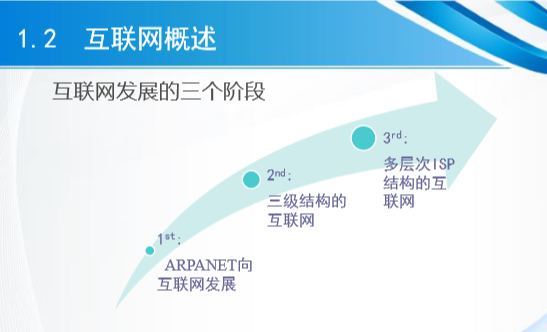 1.2 互联网概述
互联网发展的三个阶段
1st:
ARPANET向
互联网发展
2nd:
三级结构的
互联网
3rd:
多层次ISP
结构的互
联网